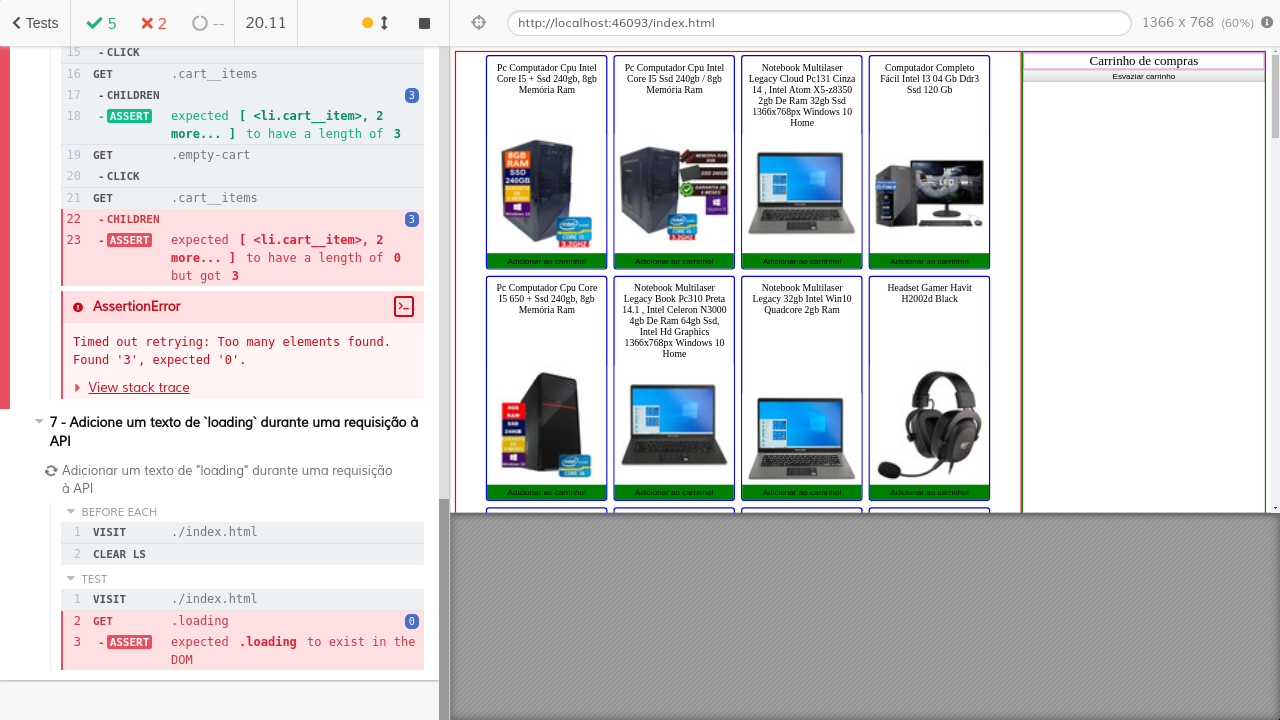 Tests
5
2
--
20.11
http://localhost:46093/index.html
1366 x 768 (60%)
15 -CLICK
16 GET .cart__items
17 -CHILDREN 3
18 -ASSERT expected [ <li.cart__item>, 2
more... ] to have a length of 3
19 GET .empty-cart
20 -CLICK
21 GET .cart__items
22 -CHILDREN 3
23 -ASSERT expected [ <li.cart__item>, 2
more... ] to have a length of 0
but got 3
AssertionError
Timed out retrying: Too many elements found.
Found '3', expected '0'.
View stack trace
7 - Adicione um texto de `loading` durante uma requisição à
API
Adicionar um texto de "loading" durante uma requisição
à API
BEFORE EACH
1 VISIT ./index.html
2 CLEAR LS
TEST
1 VISIT ./index.html
2 GET .loading 0
3 -ASSERT expected .loading to exist in the
DOM
Pc Computador Cpu Intel
Core I5 + Ssd 240gb, 8gb
Memória Ram
8GB
RAM
SSD
240GB
Adicionar ao carrinho!
Pc Computador Cpu Intel
Core I5 Ssd 240gb / 8gb
Memória Ram
Adicionar ao carrinho!
Notebook Multilaser
Legacy Cloud Pc131 Cinza
14 , Intel Atom X5-z8350
2gb De Ram 32gb Ssd
1366x768px Windows 10
Home
Adicionar ao carrinho!
Computador Completo
Fácil Intel I3 04 Gb Ddr3
Ssd 120 Gb
Adicionar ao carrinho!
Pc Computador Cpu Core
I5 650 + Ssd 240gb, 8gb
Memória Ram
Adicionar ao carrinho!
Notebook Multilaser
Legacy Book Pc310 Preta
14.1 , Intel Celeron N3000
4gb De Ram 64gb Ssd,
Intel Hd Graphics
1366x768px Windows 10
Home
Adicionar ao carrinho!
Notebook Multilaser
Legacy 32gb Intel Win10
Quadcore 2gb Ram
Adicionar ao carrinho!
Headset Gamer Havit
H2002d Black
Adicionar ao carrinho!
Carrinho de compras
Esvaziar carrinho